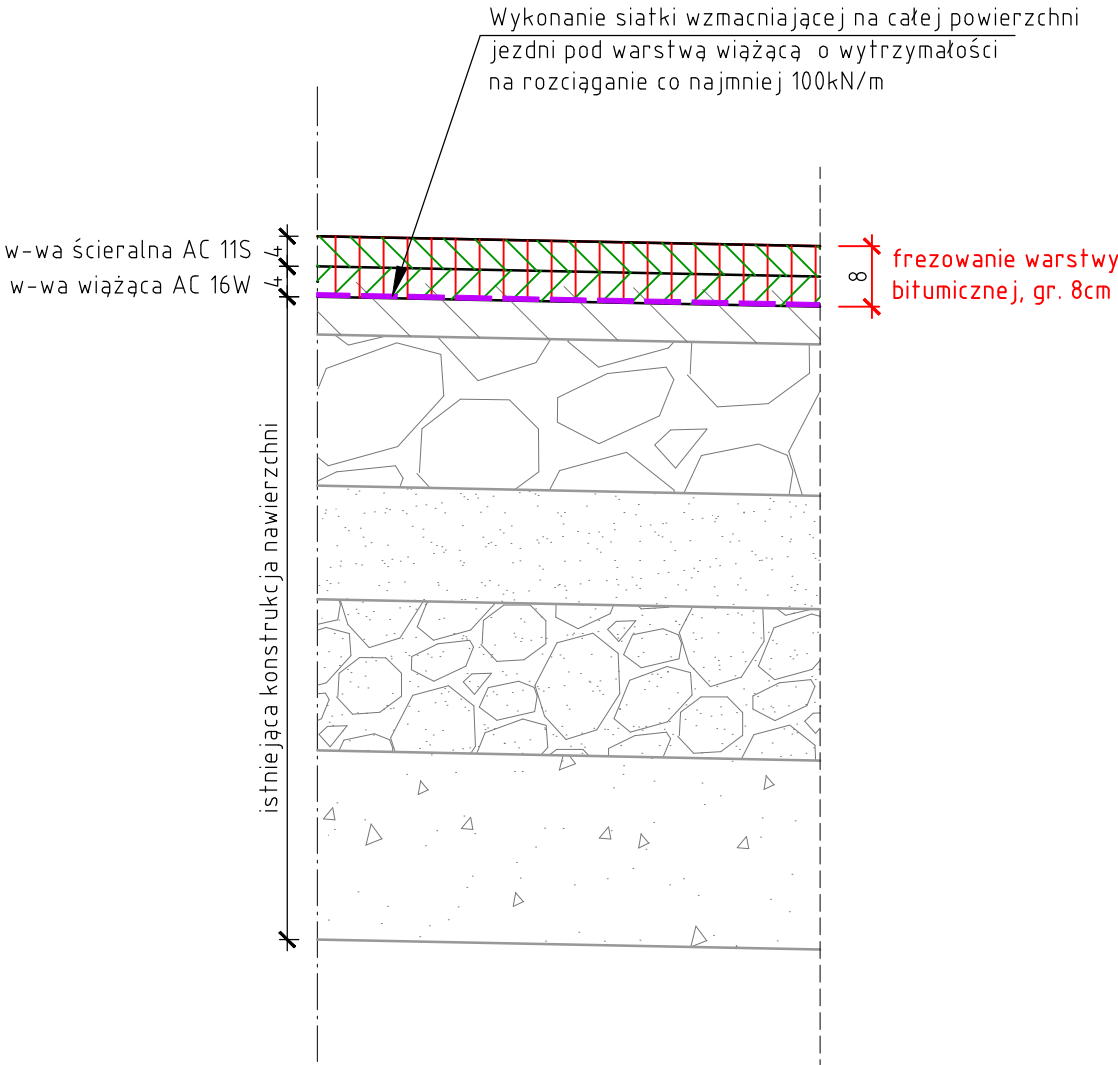 Wykonanie siatki wzmacniającej na całej powierzchni
jezdni pod warstwą wiążącą o wytrzymałości
na rozciąganie co najmniej 100kN/m
w-wa ścieralna AC 11S
4
w-wa wiążąca AC 16W
4
8
frezowanie warstwy
bitumicznej, gr. 8cm
istniejąca konstrukcja nawierzchni